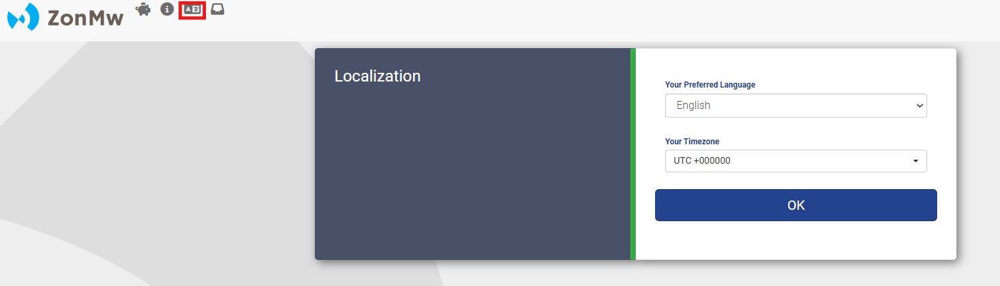 ZonMw
Localization
Your Preferred Language
English
Your Timezone
UTC +000000
OK